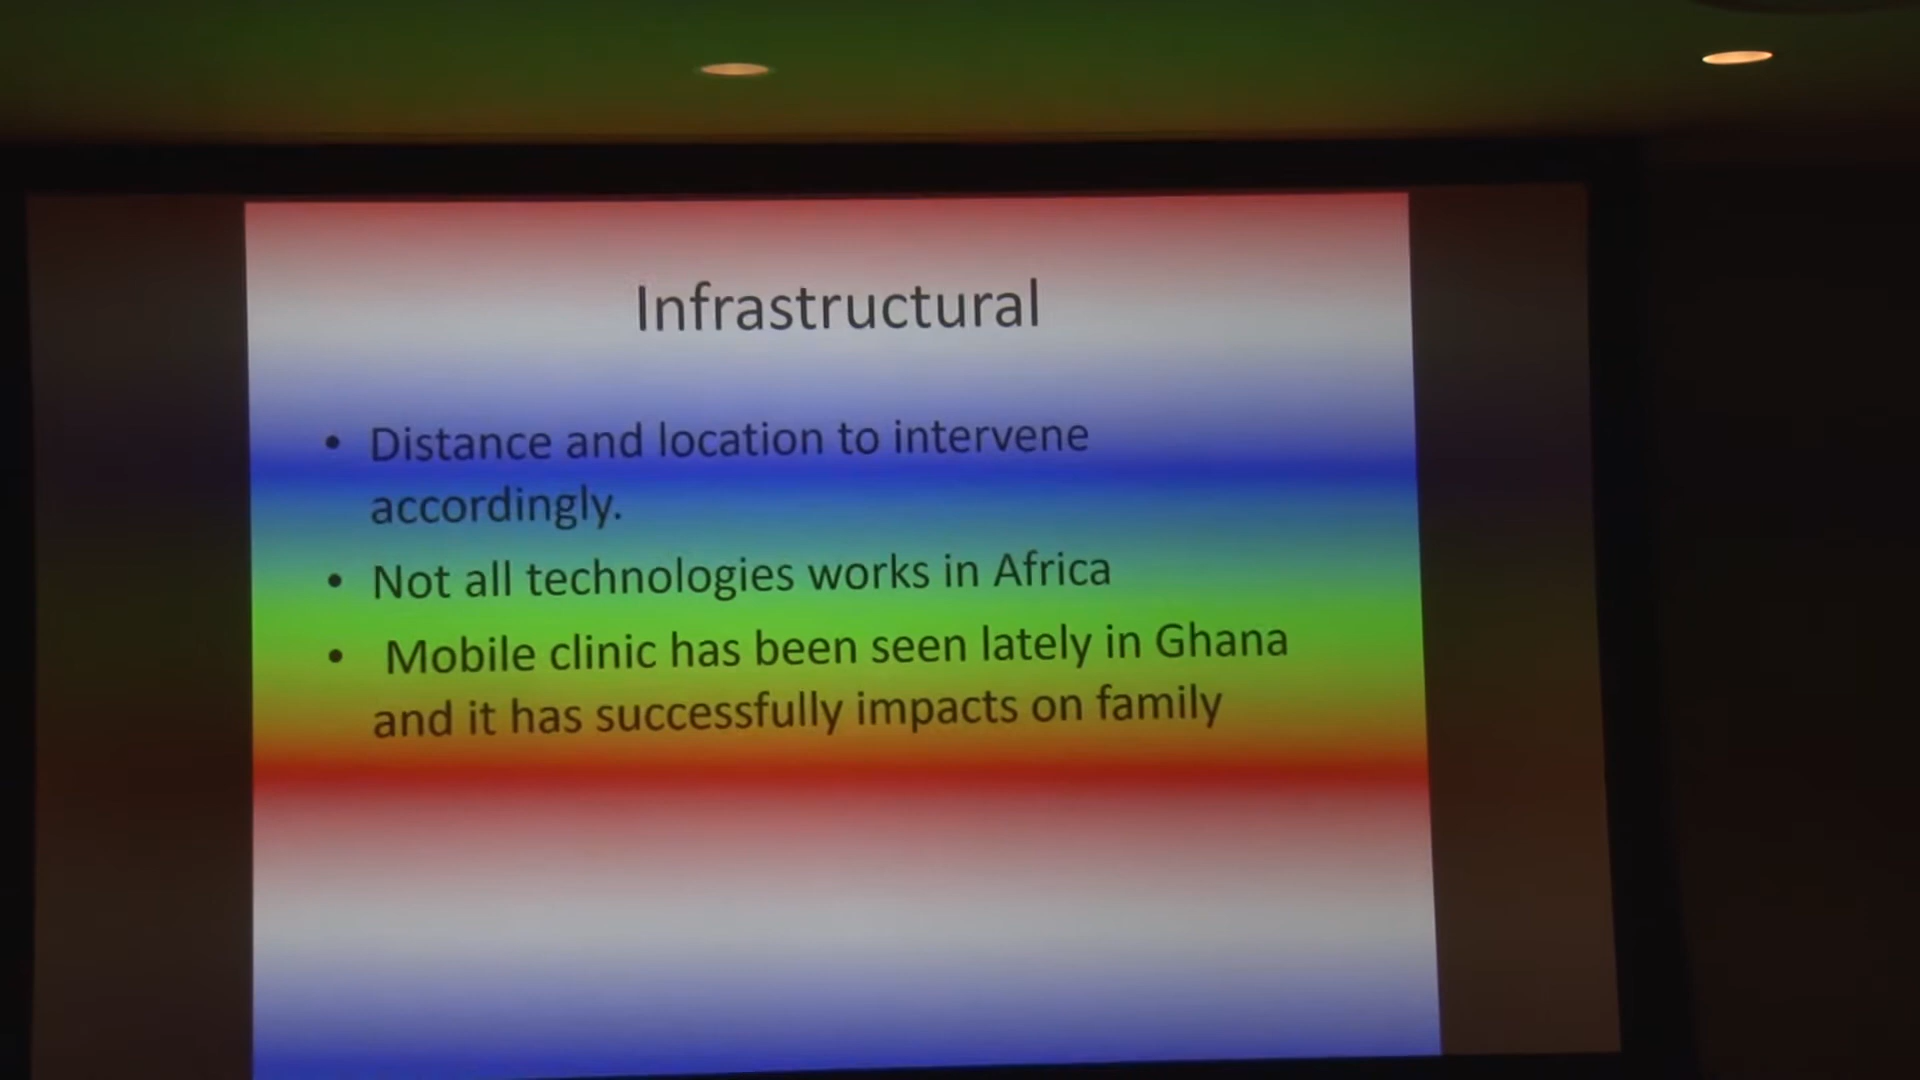 Infrastructural
• Distance and location to intervene
accordingly.
• Not all technologies works in Africa
• Mobile clinic has been seen lately in Ghana
and it has successfully impacts on family